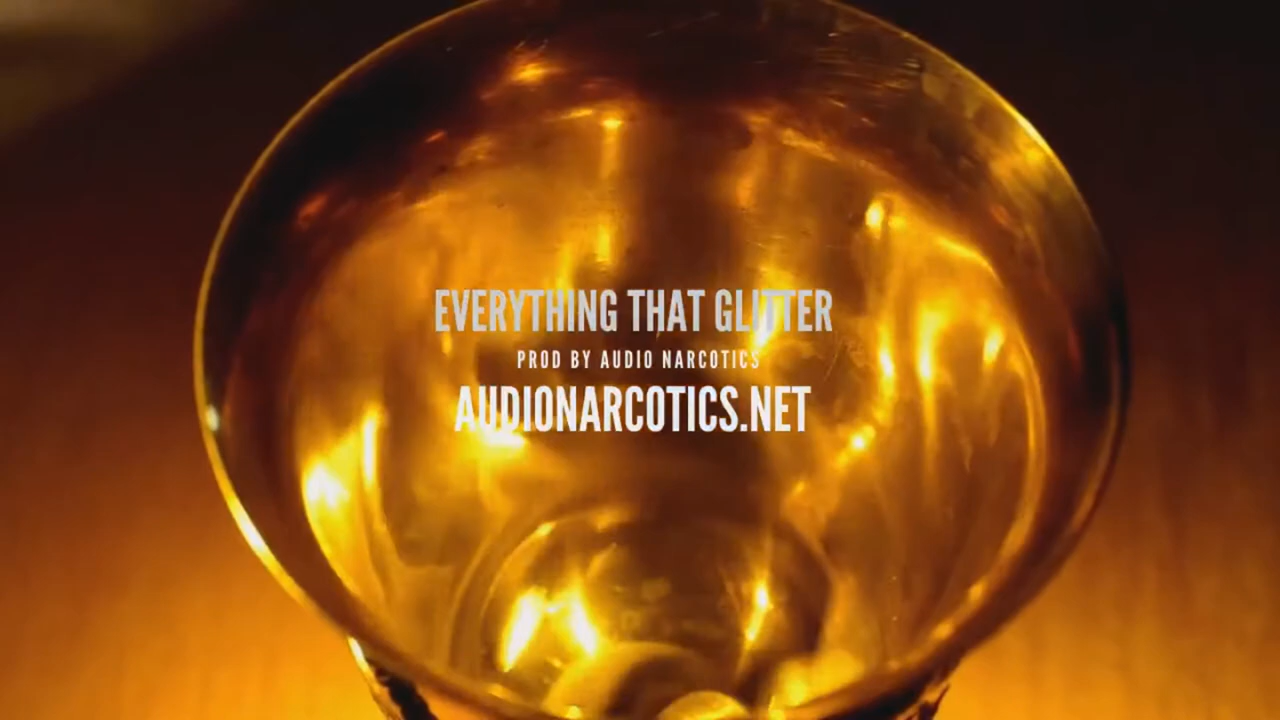 EVERYTHING THAT GLITTER
PROD BY AUDIO NARCOTICS
AUDIONARCOTICS.NET